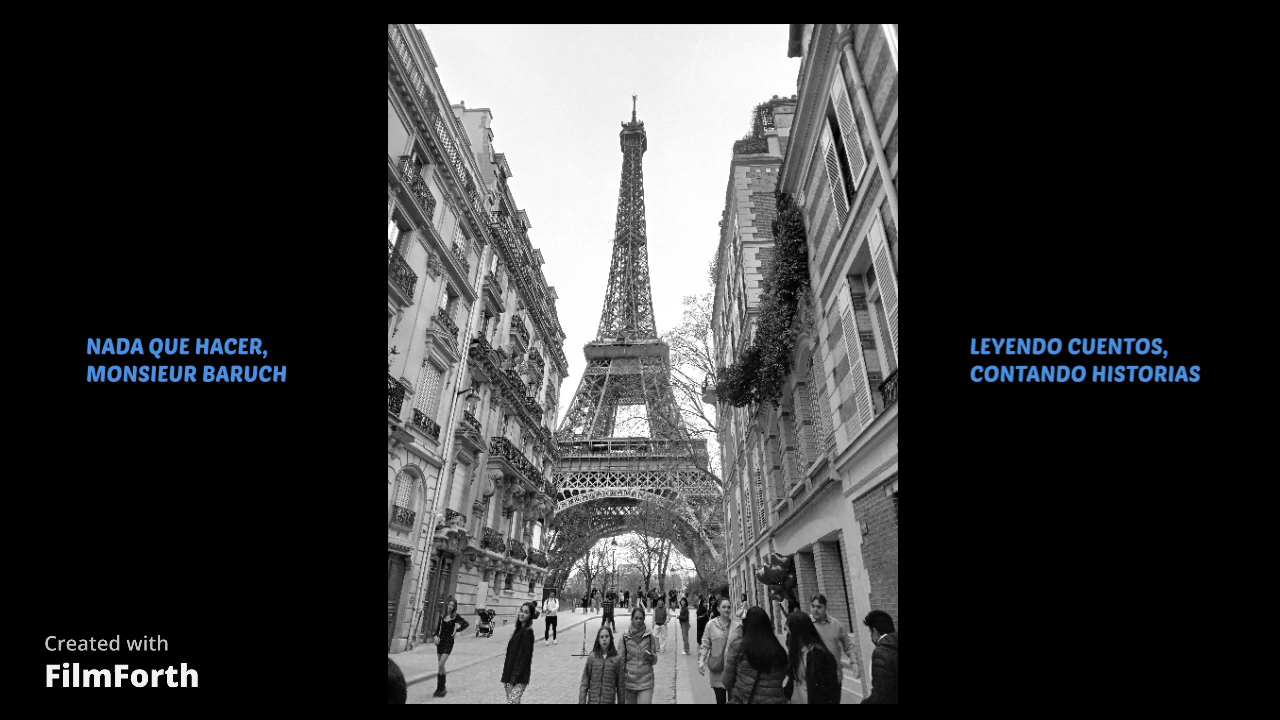 NADA QUE HACER,
MONSIEUR BARUCH
LEYENDO CUENTOS,
CONTANDO HISTORIAS
Created with
FilmForth